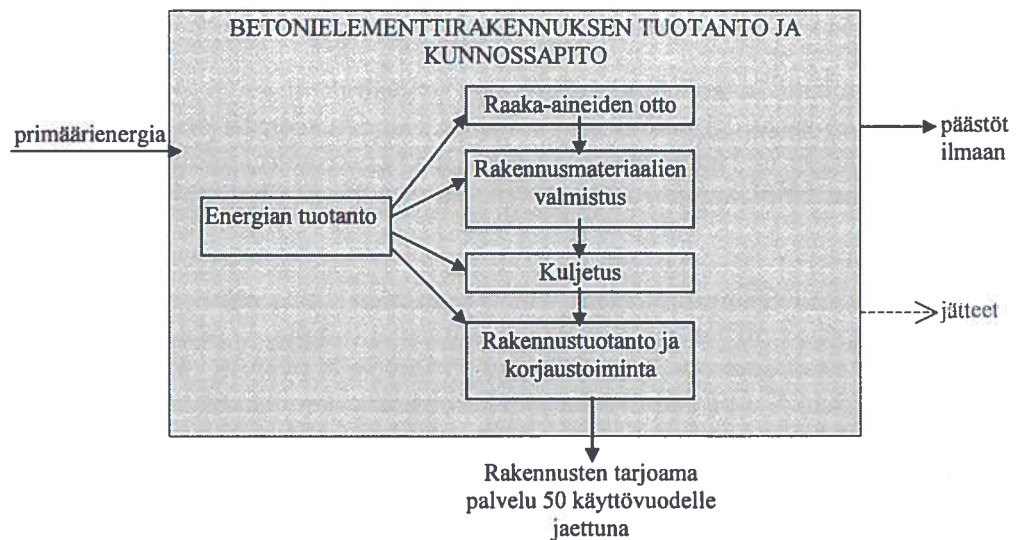 BETONIELEMENTTIRAKENNUKSEN TUOTANTO JA
KUNNOSSAPITO
Raaka-aineiden otto
primäärienergia
päästöt
ilmaan
Rakennusmateriaalien
valmistus
Energian tuotanto
Kuljetus
jätteet
Rakennustuotanto ja
korjaustoiminta
Rakennusten tarjoama
palvelu 50 käyttövuodelle
jaettuna